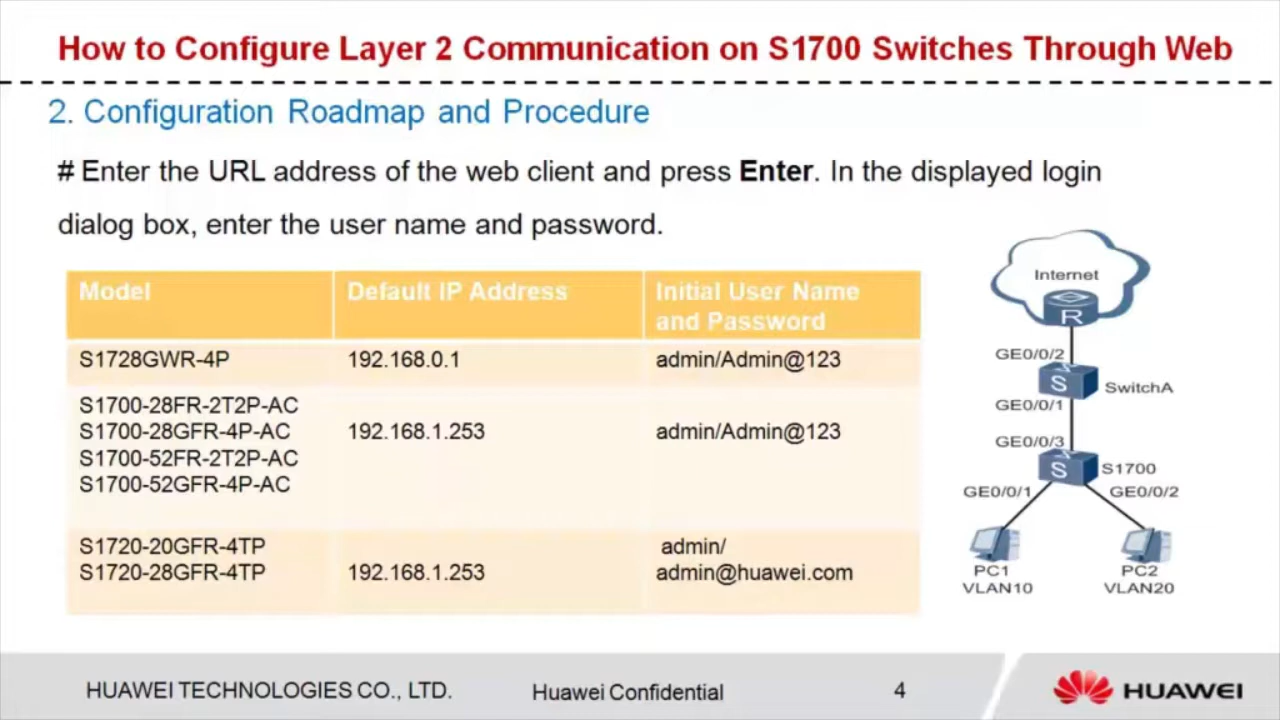 How to Configure Layer 2 Communication on S1700 Switches Through Web
2. Configuration Roadmap and Procedure
# Enter the URL address of the web client and press Enter. In the displayed login
dialog box, enter the user name and password.
Model Default IP Address Initial User Name
and Password
S1728GWR-4P 192.168.0.1 admin/Admin@123
S1700-28FR-2T2P-AC
S1700-28GFR-4P-AC 192.168.1.253 admin/Admin@123
S1700-52FR-2T2P-AC
S1700-52GFR-4P-AC
S1720-20GFR-4TP admin/
S1720-28GFR-4TP 192.168.1.253 admin@huawei.com
Internet
R
GE0/0/2
S SwitchA
GE0/0/1
GE0/0/3
S S1700
GE0/0/1 GE0/0/2
PC1 PC2
VLAN10 VLAN20
HUAWEI TECHNOLOGIES CO., LTD. Huawei Confidential 4 HUAWEI